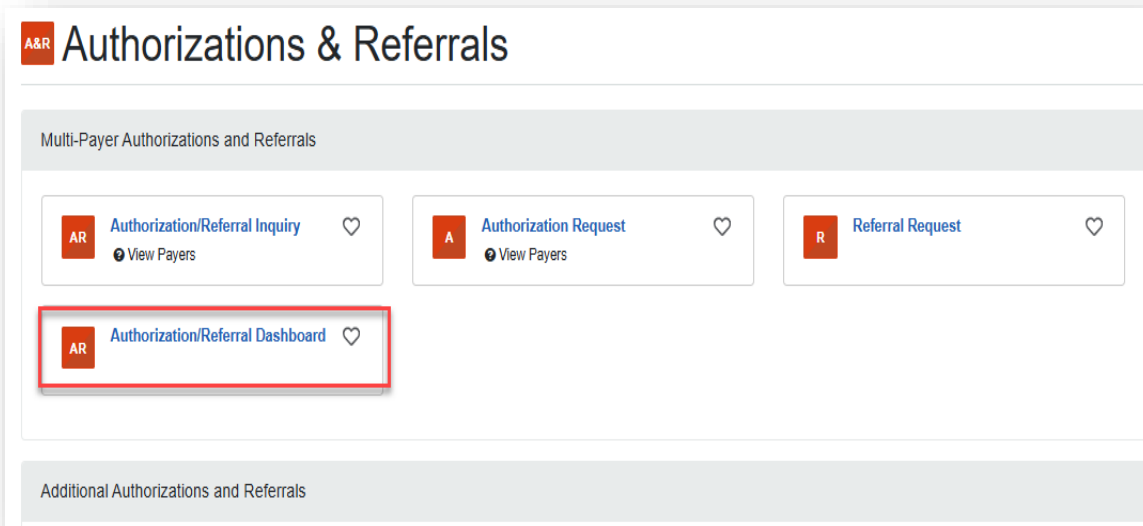 A&R Authorizations & Referrals
Multi-Payer Authorizations and Referrals
AR Authorization/Referral Inquiry
? View Payers
A Authorization Request
? View Payers
R Referral Request
AR Authorization/Referral Dashboard
Additional Authorizations and Referrals